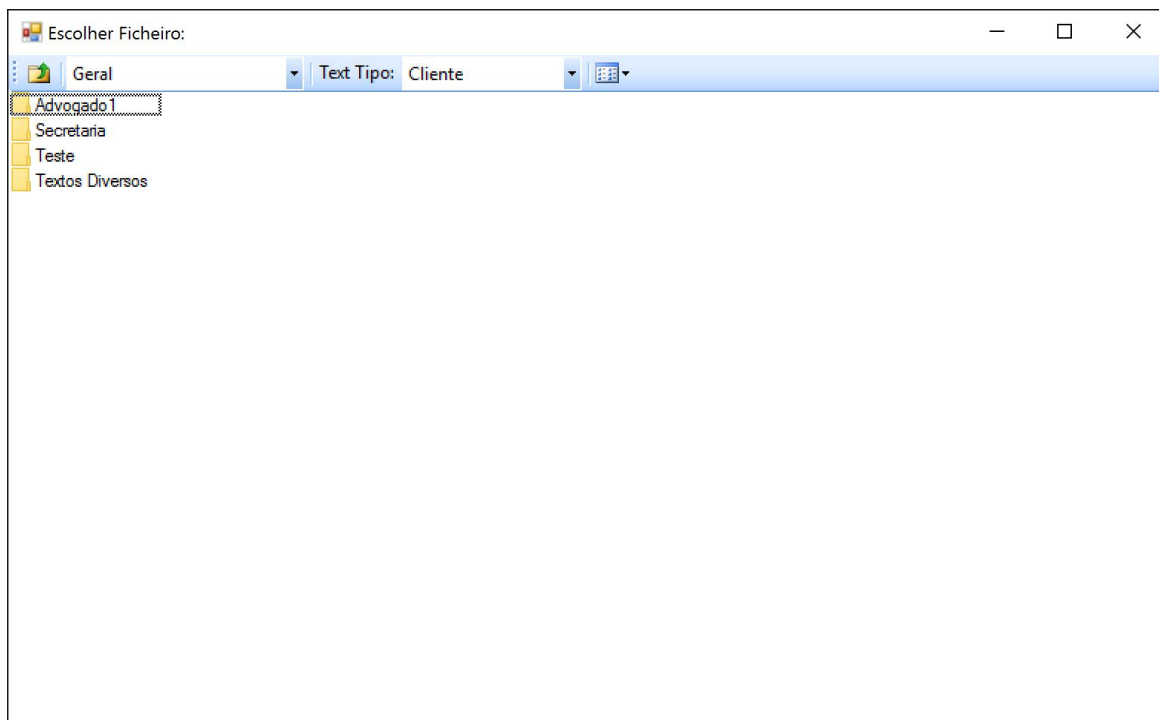 Escolher Ficheiro:
Geral Text Tipo: Cliente
Advogado1
Secretaria
Teste
Textos Diversos